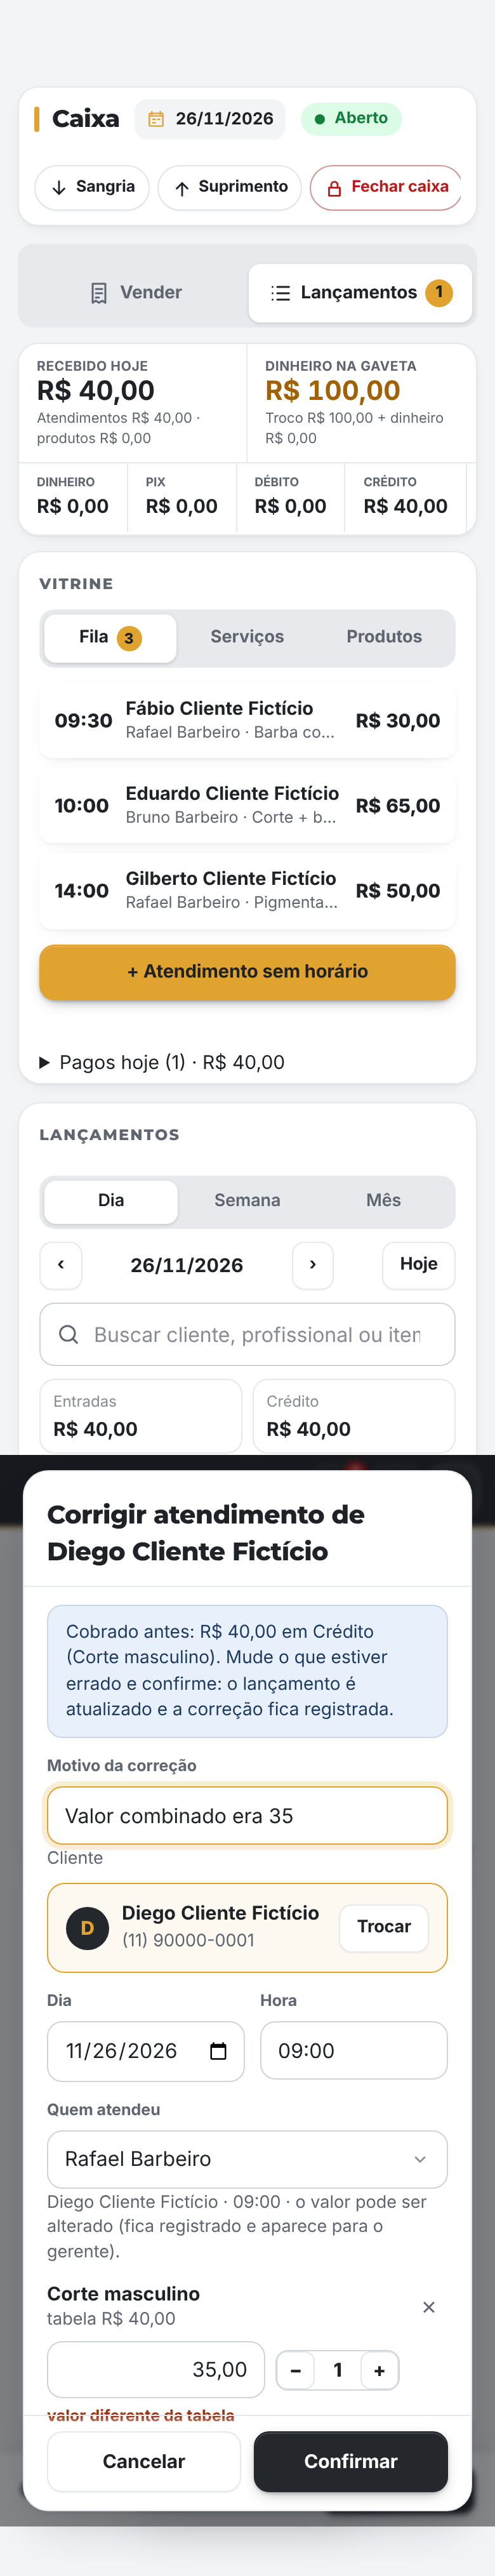 Caixa
26/11/2026
Aberto
Sangria
Suprimento
Fechar caixa
Vender
Lançamentos 1
RECEBIDO HOJE
R$ 40,00
Atendimentos R$ 40,00 ·
produtos R$ 0,00
DINHEIRO NA GAVETA
R$ 100,00
Troco R$ 100,00 + dinheiro
R$ 0,00
DINHEIRO
R$ 0,00
PIX
R$ 0,00
DÉBITO
R$ 0,00
CRÉDITO
R$ 40,00
VITRINE
Fila 3
Serviços
Produtos
09:30
Fábio Cliente Fictício
Rafael Barbeiro · Barba co...
R$ 30,00
10:00
Eduardo Cliente Fictício
Bruno Barbeiro · Corte + b...
R$ 65,00
14:00
Gilberto Cliente Fictício
Rafael Barbeiro · Pigmenta...
R$ 50,00
+ Atendimento sem horário
Pagos hoje (1) · R$ 40,00
LANÇAMENTOS
Dia
Semana
Mês
‹
26/11/2026
›
Hoje
Buscar cliente, profissional ou iter
Entradas
R$ 40,00
Crédito
R$ 40,00
Corrigir atendimento de
Diego Cliente Fictício
Cobrado antes: R$ 40,00 em Crédito
(Corte masculino). Mude o que estiver
errado e confirme: o lançamento é
atualizado e a correção fica registrada.
Motivo da correção
Valor combinado era 35
Cliente
D
Diego Cliente Fictício
(11) 90000-0001
Trocar
Dia
11/26/2026
Hora
09:00
Quem atendeu
Rafael Barbeiro
Diego Cliente Fictício · 09:00 · o valor pode ser
alterado (fica registrado e aparece para o
gerente).
Corte masculino
tabela R$ 40,00
×
35,00
− 1 +
valor diferente da tabela
Cancelar
Confirmar